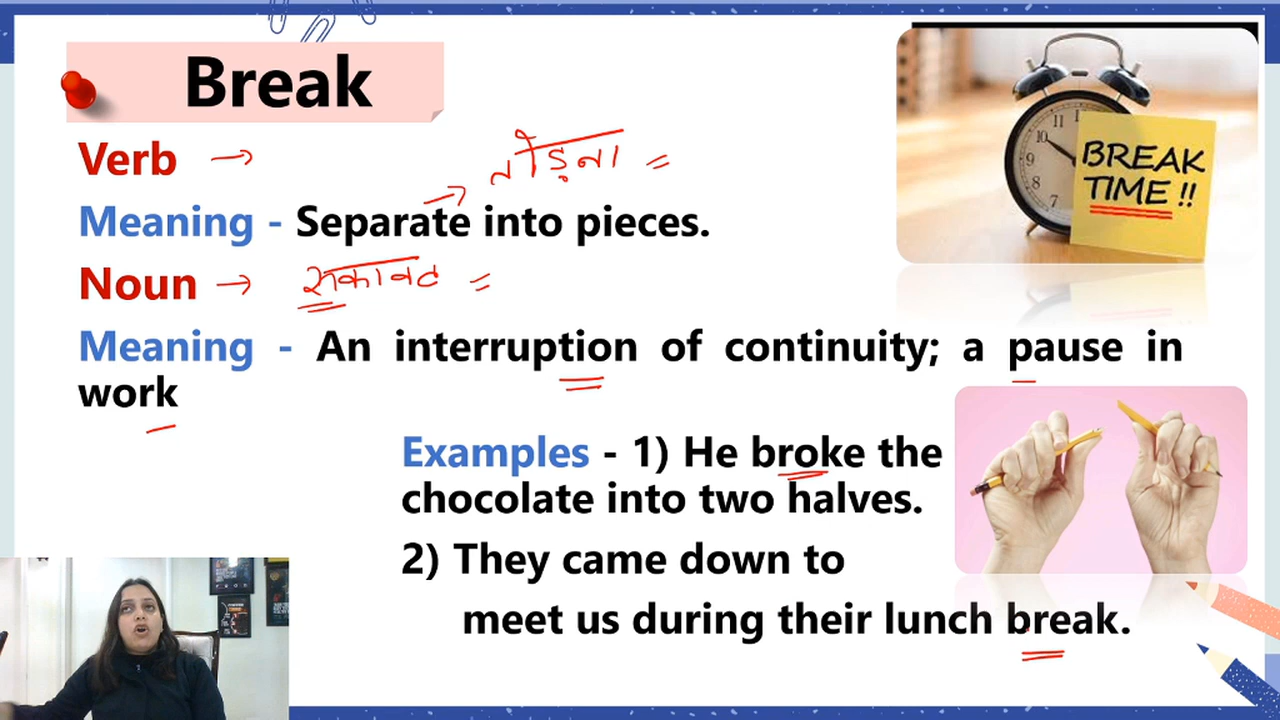 Break
Verb → तोड़ना =
Meaning - Separate into pieces.
Noun → रुकावट =
Meaning - An interruption of continuity; a pause in
work
Examples - 1) He broke the
chocolate into two halves.
2) They came down to
meet us during their lunch break.
BREAK
TIME !!